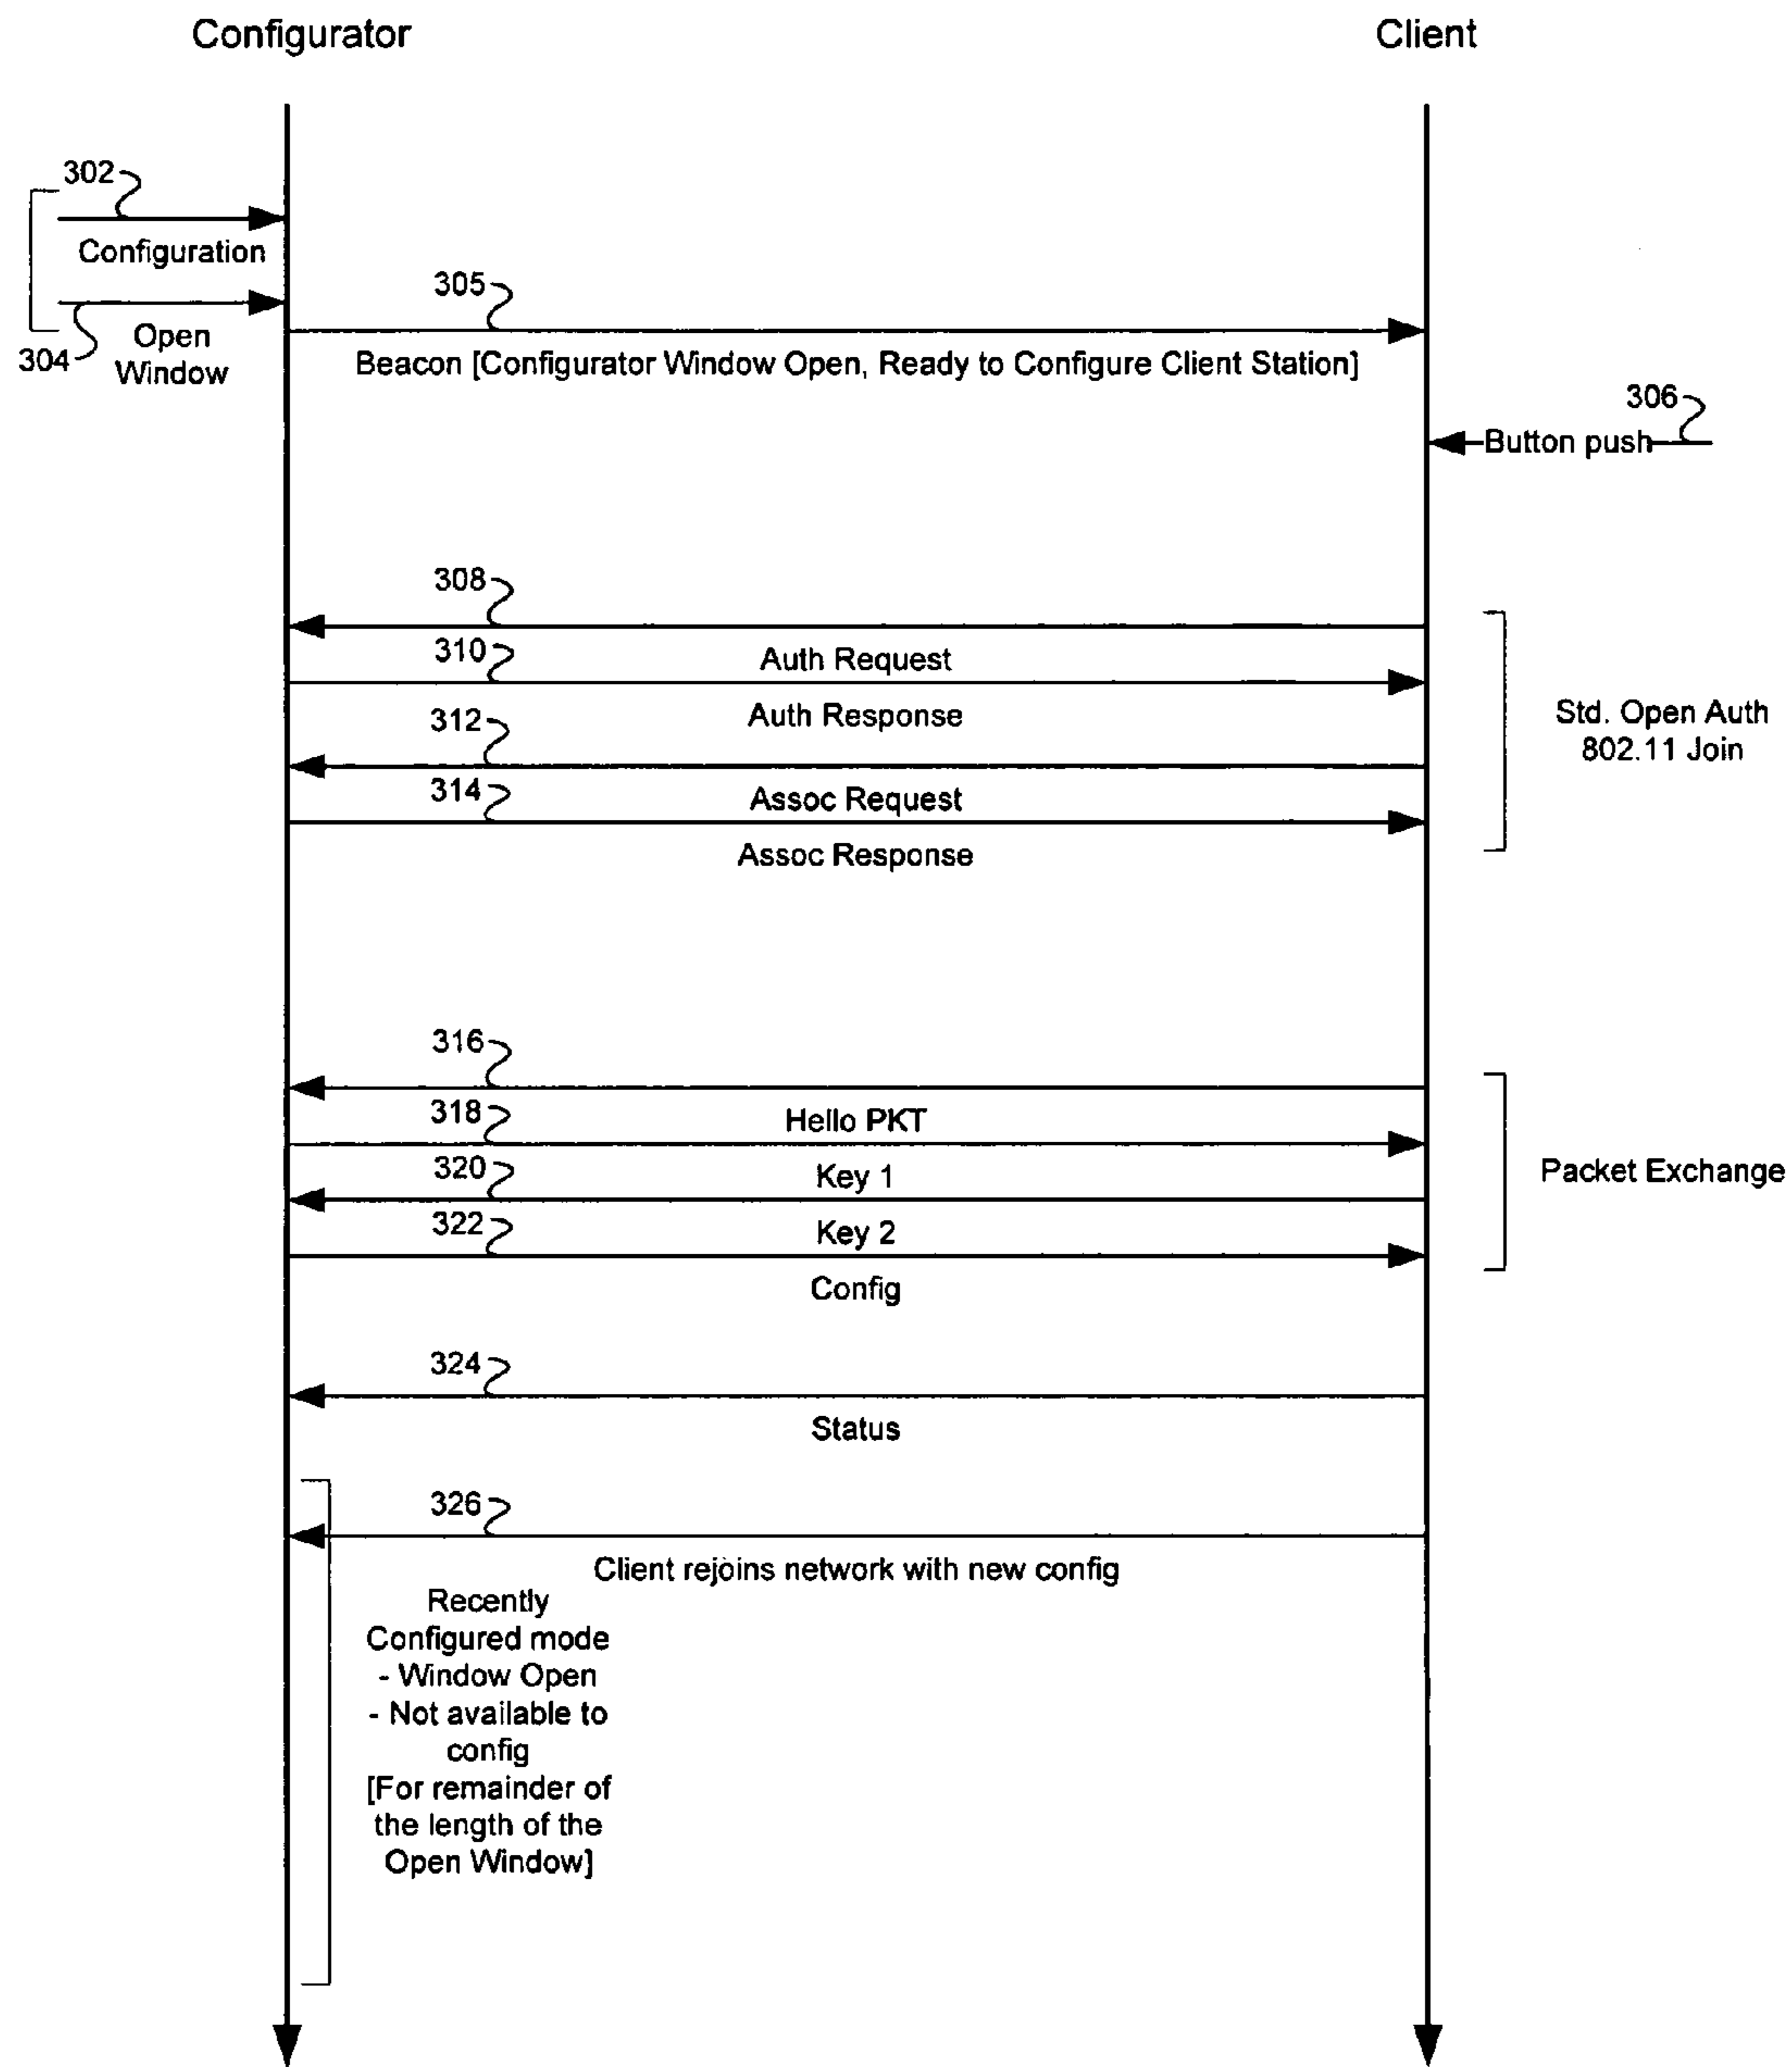 Configurator
Client
302
Configuration
305
304
Open
Window
Beacon [Configurator Window Open, Ready to Configure Client Station]
306
Button push
308
310
Auth Request
312
Auth Response
314
Assoc Request
Assoc Response
Std. Open Auth
802.11 Join
316
318
Hello PKT
320
Key 1
322
Key 2
Config
Packet Exchange
324
Status
326
Client rejoins network with new config
Recently
Configured mode
- Window Open
- Not available to
config
[For remainder of
the length of the
Open Window]